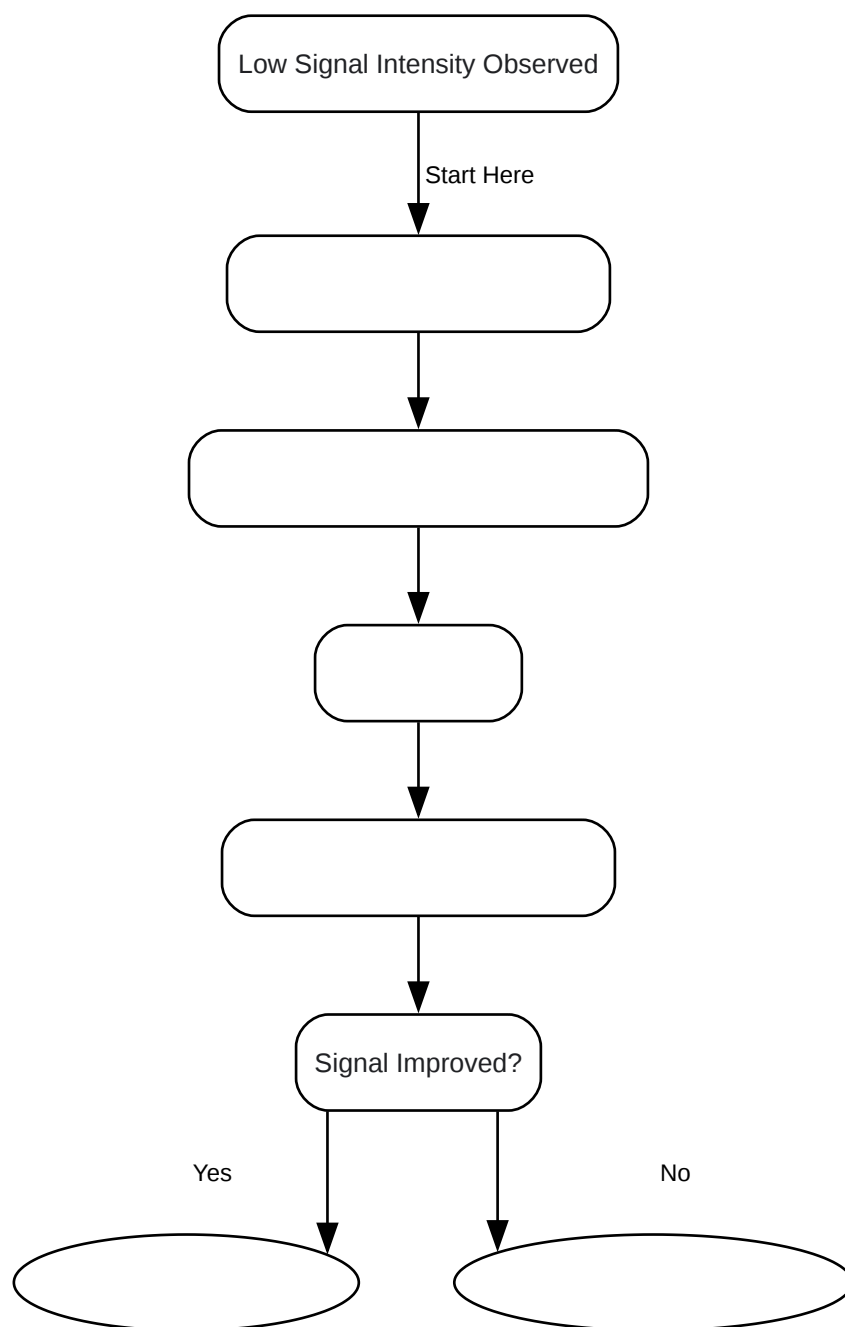 Low Signal Intensity Observed
Start Here
Signal Improved?
Yes
No